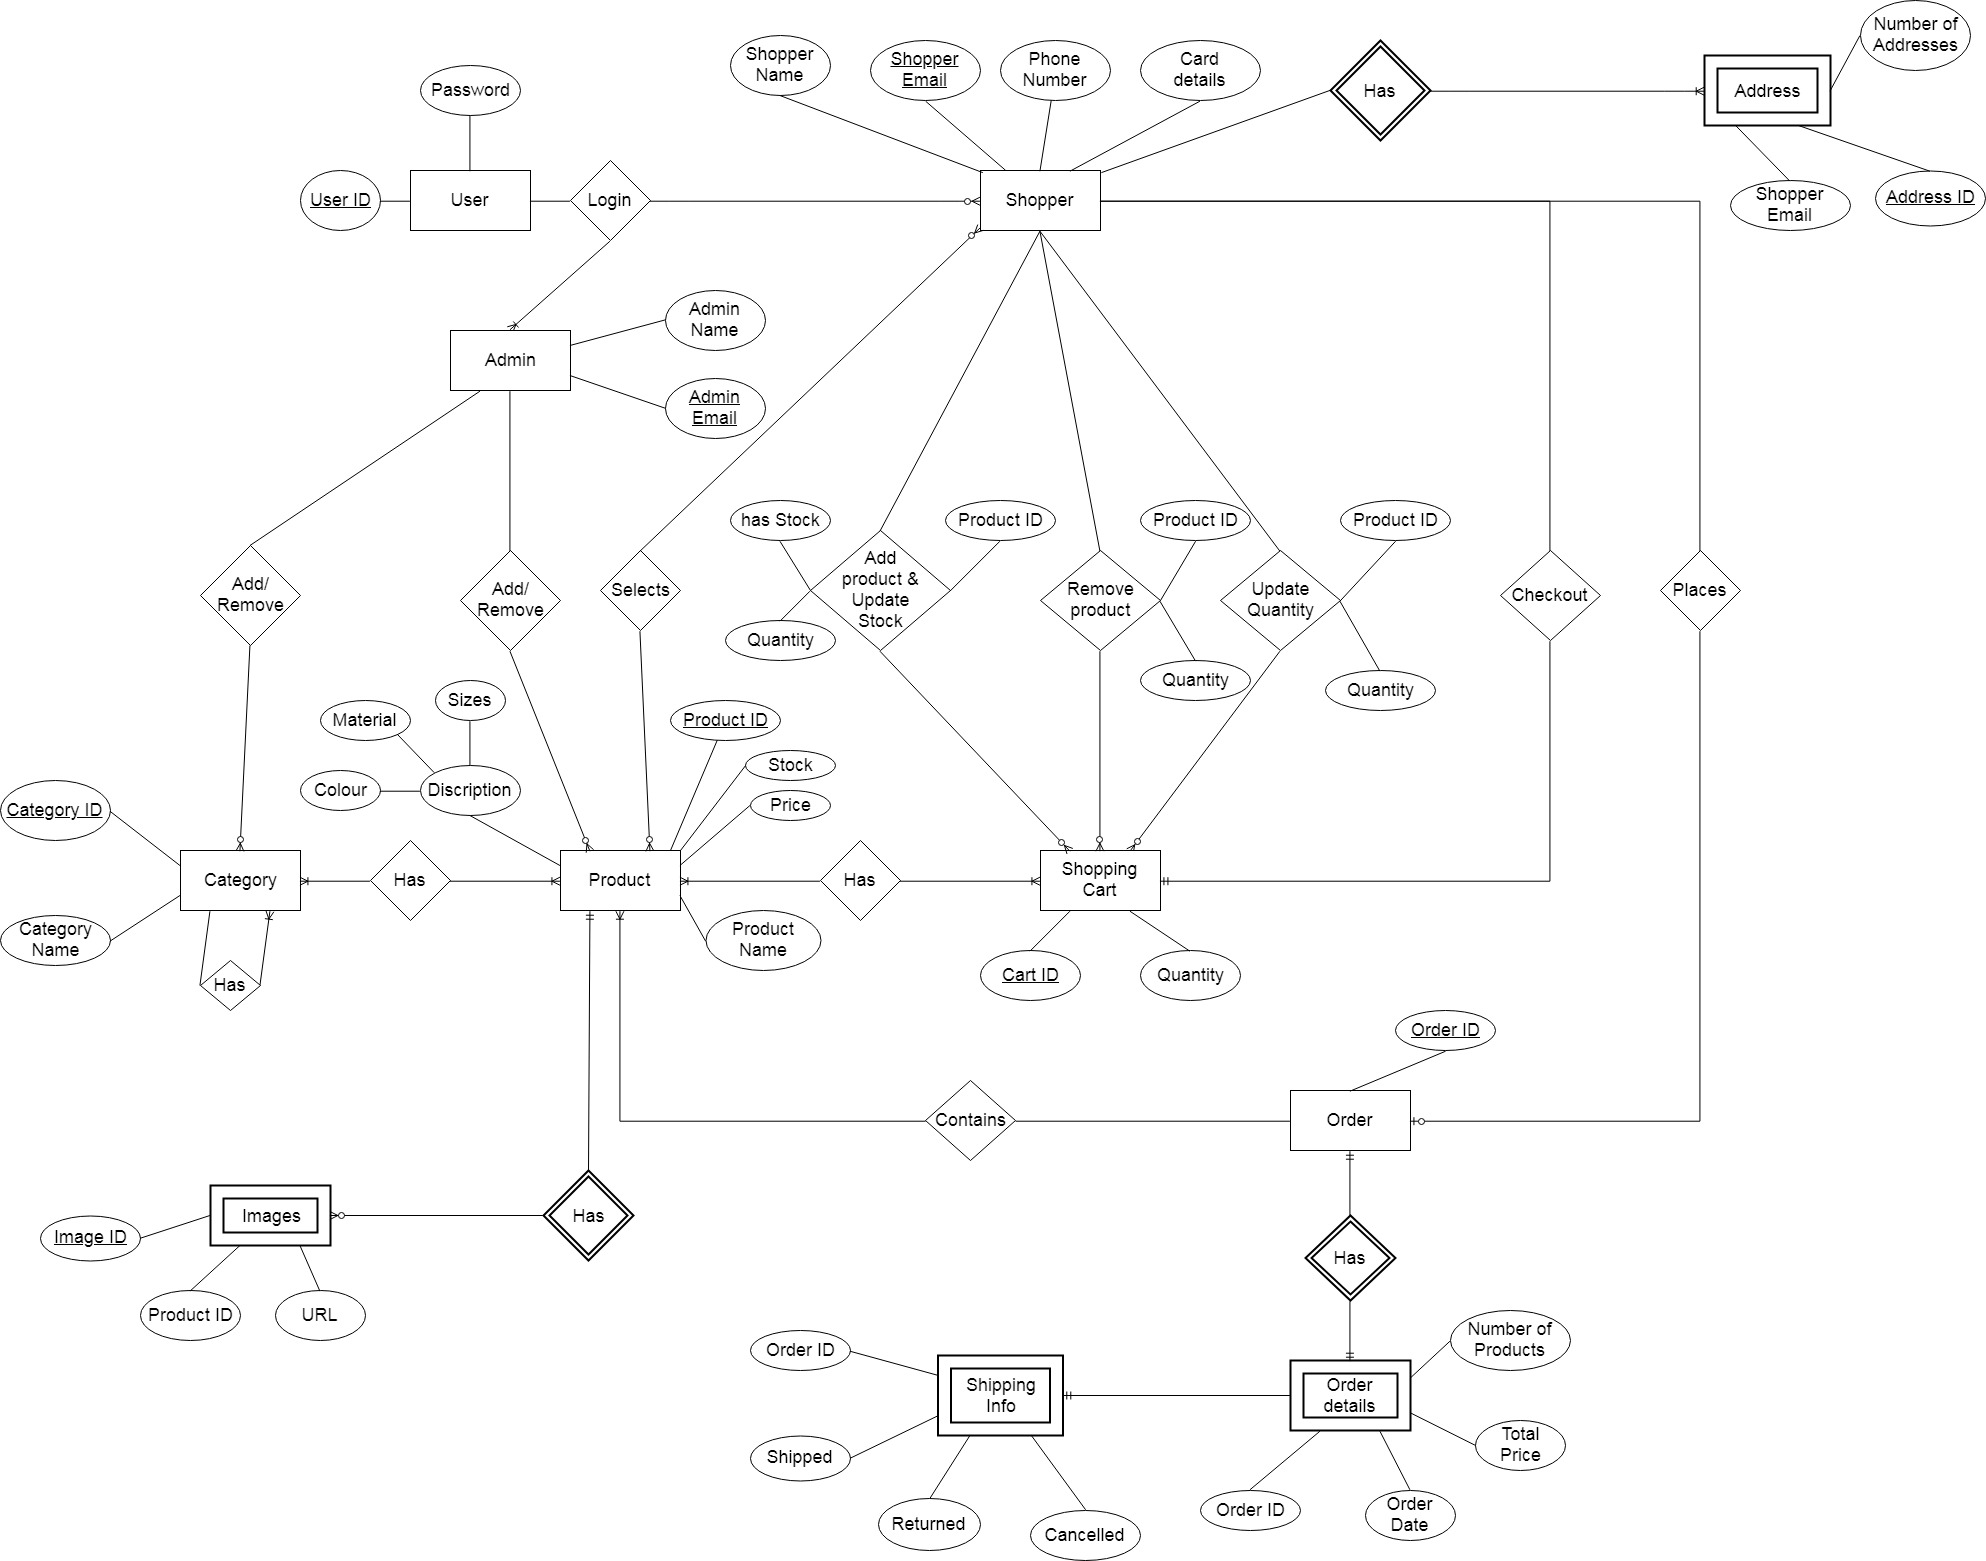 Number of
Addresses
Shopper
Name
Shopper
Email
Phone
Number
Card
details
Has
Address
Password
User ID
User
Login
Shopper
Shopper
Email
Address ID
Admin
Name
Admin
Admin
Email
has Stock
Product ID
Product ID
Product ID
Add/
Remove
Add/
Remove
Selects
Add
product &
Update
Stock
Remove
product
Update
Quantity
Checkout
Places
Quantity
Quantity
Quantity
Sizes
Material
Product ID
Colour
Discription
Stock
Price
Category ID
Category
Has
Product
Has
Shopping
Cart
Category
Name
Product
Name
Has
Cart ID
Quantity
Order ID
Contains
Order
Images
Has
Image ID
Has
Product ID
URL
Number of
Products
Order ID
Shipping
Info
Order
details
Shipped
Total
Price
Returned
Cancelled
Order ID
Order
Date